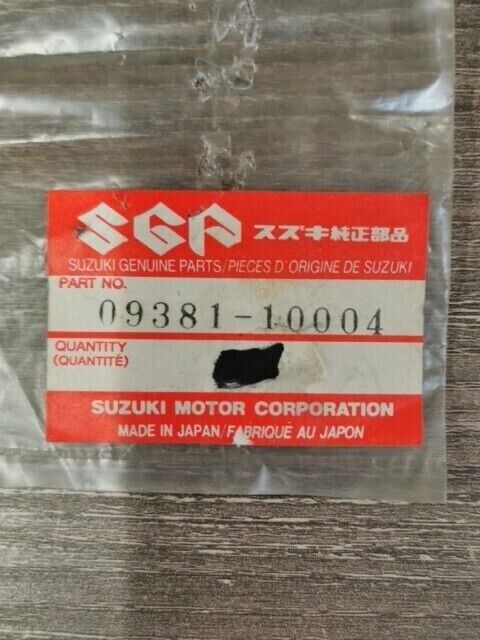 SGP スズキ純正部品
SUZUKI GENUINE PARTS/PIECES D'ORIGINE DE SUZUKI
PART NO.
09381-10004
QUANTITY
(QUANTITÉ)
SUZUKI MOTOR CORPORATION
MADE IN JAPAN/FABRIQUÉ AU JAPON